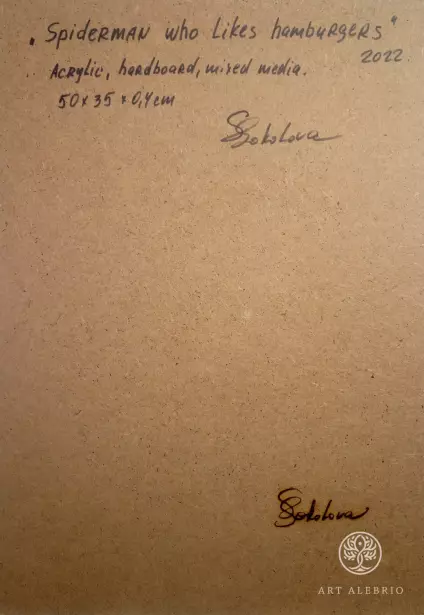 „Spiderman who likes hamburgers"
2022
Acrylic, hardboard, mixed media.
50 x 35 x 0,4 cm
Sokolova
Sokolova
ART ALEBRIO